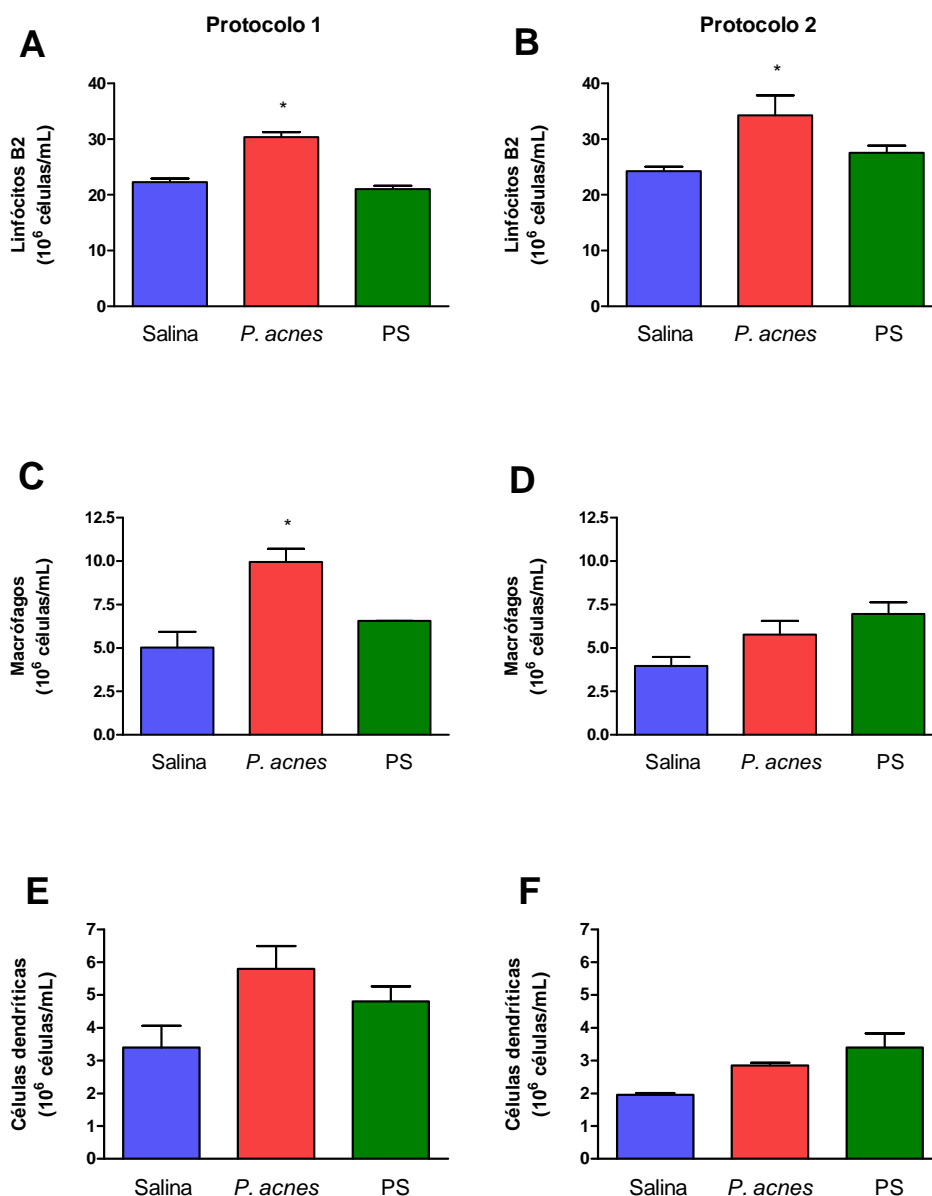 Protocolo 1
Protocolo 2
A
B
Linfócitos B2
(10⁶ células/mL)
40
30
20
10
0
*
Salina
P. acnes
PS
Linfócitos B2
(10⁶ células/mL)
40
30
20
10
0
*
Salina
P. acnes
PS
C
D
Macrófagos
(10⁶ células/mL)
12.5
10.0
7.5
5.0
2.5
0.0
*
Salina
P. acnes
PS
Macrófagos
(10⁶ células/mL)
12.5
10.0
7.5
5.0
2.5
0.0
Salina
P. acnes
PS
E
F
Células dendríticas
(10⁶ células/mL)
7
6
5
4
3
2
1
0
Salina
P. acnes
PS
Células dendríticas
(10⁶ células/mL)
7
6
5
4
3
2
1
0
Salina
P. acnes
PS